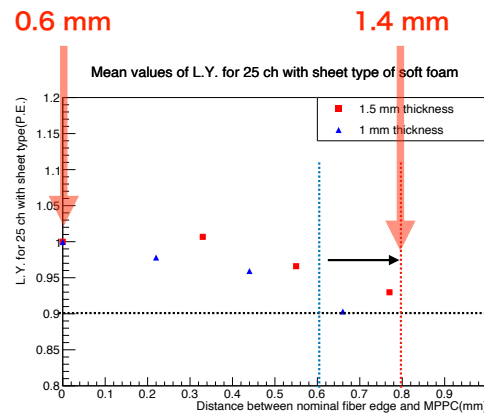 0.6 mm
1.4 mm
Mean values of L.Y. for 25 ch with sheet type of soft foam
L.Y. for 25 ch with sheet type(P.E.)
1.2
1.15
1.1
1.05
1
0.95
0.9
0.85
0.8
1.5 mm thickness
1 mm thickness
0 0.1 0.2 0.3 0.4 0.5 0.6 0.7 0.8 0.9
Distance between nominal fiber edge and MPPC(mm)